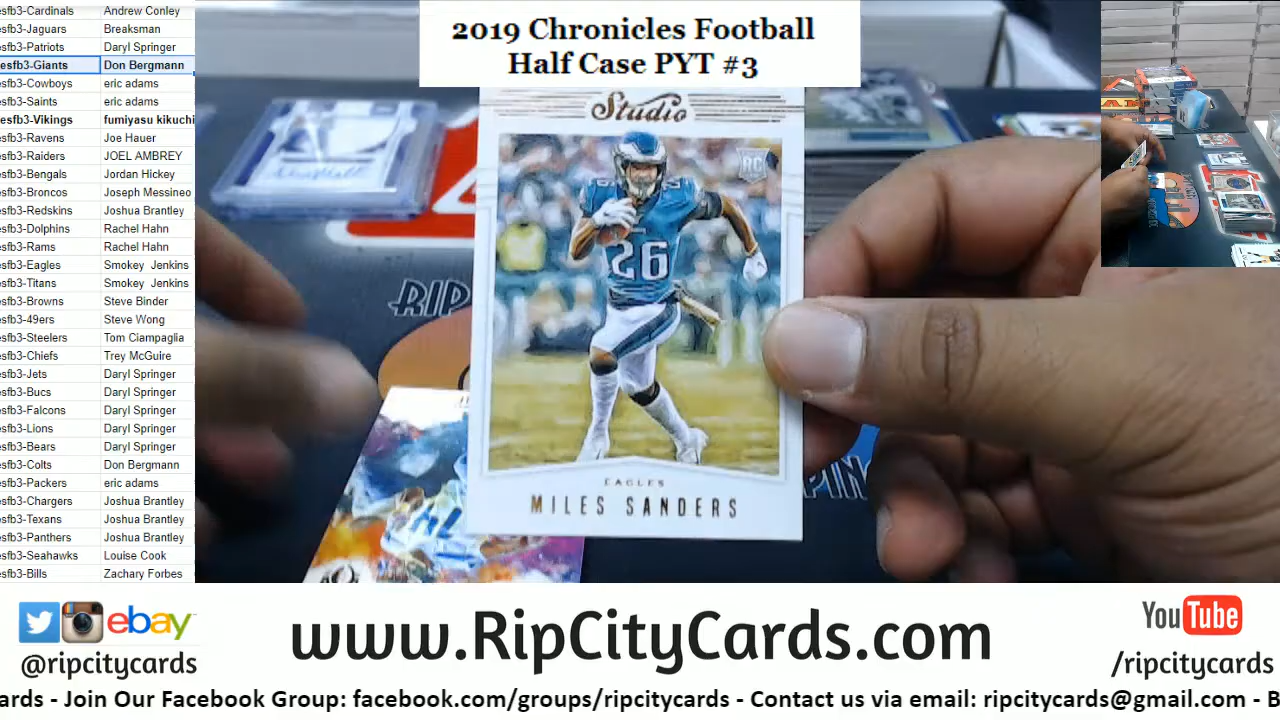 2019 Chronicles Football
Half Case PYT #3
esfb3-Cardinals Andrew Conley
esfb3-Jaguars Breaksman
esfb3-Patriots Daryl Springer
esfb3-Giants Don Bergmann
esfb3-Cowboys eric adams
esfb3-Saints eric adams
esfb3-Vikings fumiyasu kikuchi
esfb3-Ravens Joe Hauer
esfb3-Raiders JOEL AMBREY
esfb3-Bengals Jordan Hickey
esfb3-Broncos Joseph Messineo
esfb3-Redskins Joshua Brantley
esfb3-Dolphins Rachel Hahn
esfb3-Rams Rachel Hahn
esfb3-Eagles Smokey Jenkins
esfb3-Titans Smokey Jenkins
esfb3-Browns Steve Binder
esfb3-49ers Steve Wong
esfb3-Steelers Tom Ciampaglia
esfb3-Chiefs Trey McGuire
esfb3-Jets Daryl Springer
esfb3-Bucs Daryl Springer
esfb3-Falcons Daryl Springer
esfb3-Lions Daryl Springer
esfb3-Bears Daryl Springer
esfb3-Colts Don Bergmann
esfb3-Packers eric adams
esfb3-Chargers Joshua Brantley
esfb3-Texans Joshua Brantley
esfb3-Panthers Joshua Brantley
esfb3-Seahawks Louise Cook
esfb3-Bills Zachary Forbes
Studio
RC
26
26
EAGLES
MILES SANDERS
RIP
PIN
ebay
@ripcitycards
www.RipCityCards.com
YouTube
/ripcitycards
ards - Join Our Facebook Group: facebook.com/groups/ripcitycards - Contact us via email: ripcitycards@gmail.com - B